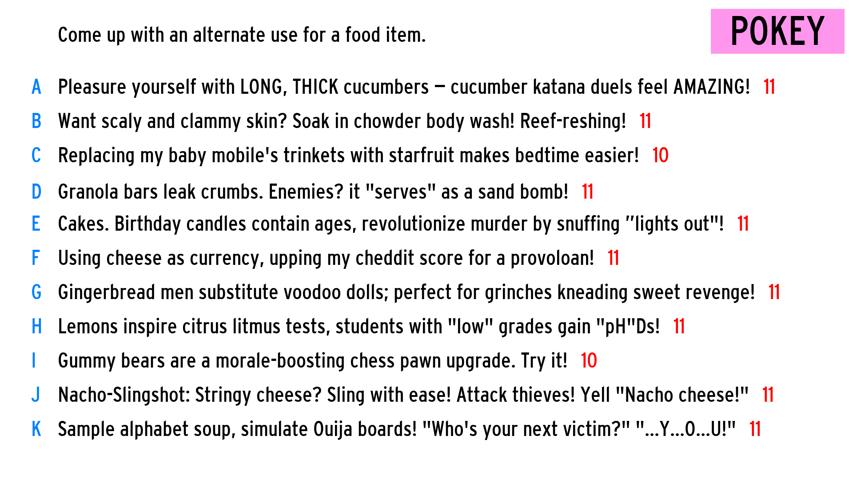 Come up with an alternate use for a food item.
POKEY
A Pleasure yourself with LONG, THICK cucumbers – cucumber katana duels feel AMAZING! 11
B Want scaly and clammy skin? Soak in chowder body wash! Reef-reshing! 11
C Replacing my baby mobile's trinkets with starfruit makes bedtime easier! 10
D Granola bars leak crumbs. Enemies? it "serves" as a sand bomb! 11
E Cakes. Birthday candles contain ages, revolutionize murder by snuffing ”lights out"! 11
F Using cheese as currency, upping my cheddit score for a provoloan! 11
G Gingerbread men substitute voodoo dolls; perfect for grinches kneading sweet revenge! 11
H Lemons inspire citrus litmus tests, students with "low" grades gain "pH"Ds! 11
I Gummy bears are a morale-boosting chess pawn upgrade. Try it! 10
J Nacho-Slingshot: Stringy cheese? Sling with ease! Attack thieves! Yell "Nacho cheese!" 11
K Sample alphabet soup, simulate Ouija boards! "Who's your next victim?" "...Y...O...U!" 11